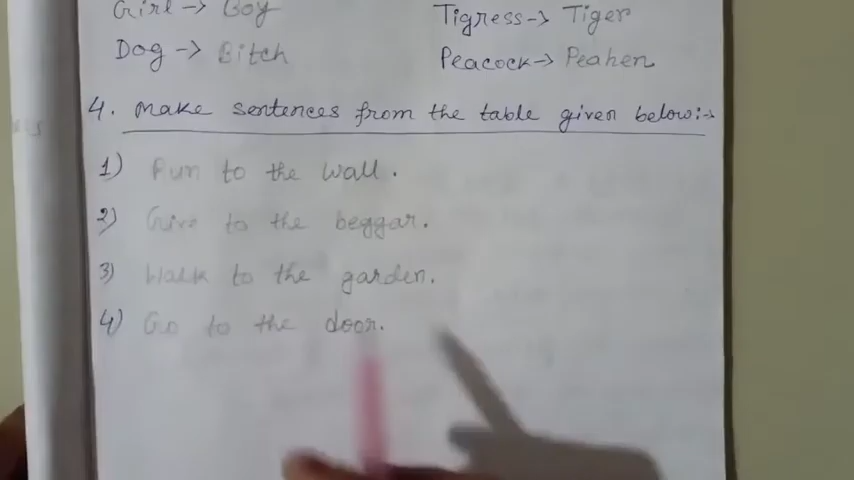 Girl -> Boy Tigress -> Tiger
Dog -> Bitch Peacock -> Peahen
4. Make sentences from the table given below:->
1) Run to the wall.
2) Give to the beggar.
3) Walk to the garden.
4) Go to the door.